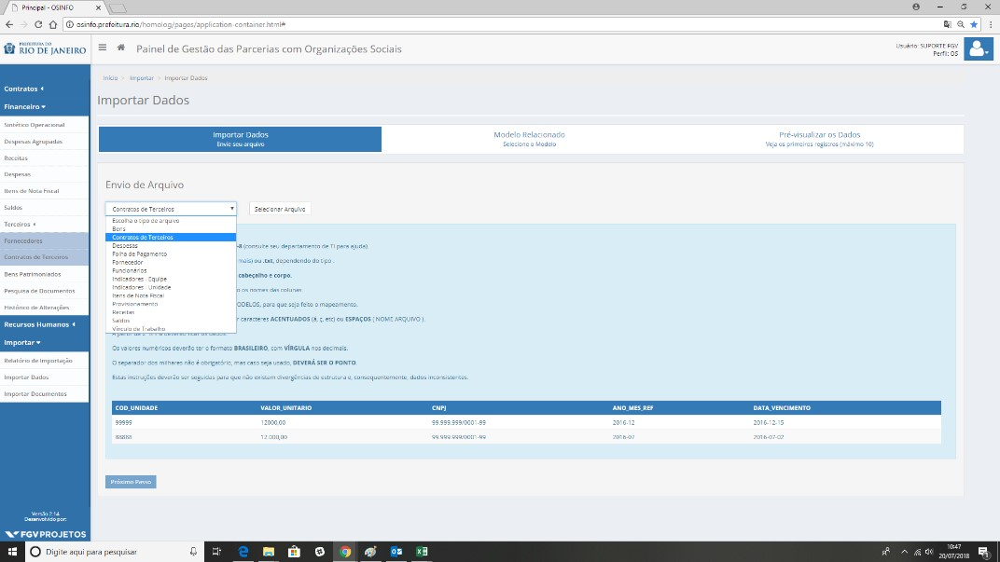 Principal - OSINFO
osinfo.prefeitura.rio/homolog/pages/application-container.html#
PREFEITURA DO
RIO DE JANEIRO
Painel de Gestão das Parcerias com Organizações Sociais
Usuário: SUPORTE FGV
Perfil: OS
Contratos
Financeiro
Sintético Operacional
Despesas Agrupadas
Receitas
Despesas
Itens de Nota Fiscal
Saldos
Terceiros
Fornecedores
Contratos de Terceiros
Bens Patrimoniados
Pesquisa de Documentos
Histórico de Alterações
Recursos Humanos
Importar
Relatório de Importação
Importar Dados
Importar Documentos
Versão 2.14
Desenvolvido por:
FGV PROJETOS
Início > Importar > Importar Dados
Importar Dados
Importar Dados
Envie seu arquivo
Modelo Relacionado
Selecione o Modelo
Pré-visualizar os Dados
Veja os primeiros registros (máximo 10)
Envio de Arquivo
Contratos de Terceiros
Selecionar Arquivo
Escolha o tipo de arquivo
Bens
Contratos de Terceiros
Despesas
Folha de Pagamento
Fornecedor
Funcionários
Indicadores - Equipe
Indicadores - Unidade
Itens de Nota Fiscal
Provisionamento
Receitas
Saldos
Vínculo de Trabalho
-8 (consulte seu departamento de TI para ajuda)
mais) ou .txt, dependendo do tipo .
cabeçalho e corpo.
os nomes das colunas
ODELOS, para que seja feito o mapeamento.
r caracteres ACENTUADOS (á, ç, etc) ou ESPAÇOS ( NOME ARQUIVO ).
Os valores numéricos deverão ter o formato BRASILEIRO, com VÍRGULA nos decimais.
O separador dos milhares não é obrigatório, mas caso seja usado, DEVERÁ SER O PONTO
Estas instruções deverão ser seguidas para que não existam divergências de estrutura e, consequentemente, dados inconsistentes.
COD_UNIDADE VALOR_UNITARIO CNPJ ANO_MES_REF DATA_VENCIMENTO
99999 12000,00 99.999.999/0001-99 2016-12 2016-12-15
88888 12.000,00 99.999.999/0001-99 2016-07 2016-07-02
Próximo Passo
Digite aqui para pesquisar
10:47
20/07/2018